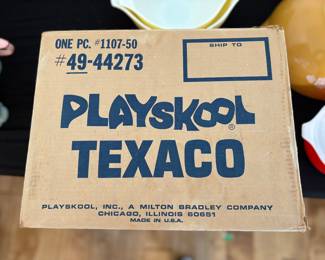 ONE PC. #1107-50
#49-44273
SHIP TO
PLAYSKOOL®
TEXACO
PLAYSKOOL, INC., A MILTON BRADLEY COMPANY
CHICAGO, ILLINOIS 60651
MADE IN U.S.A.